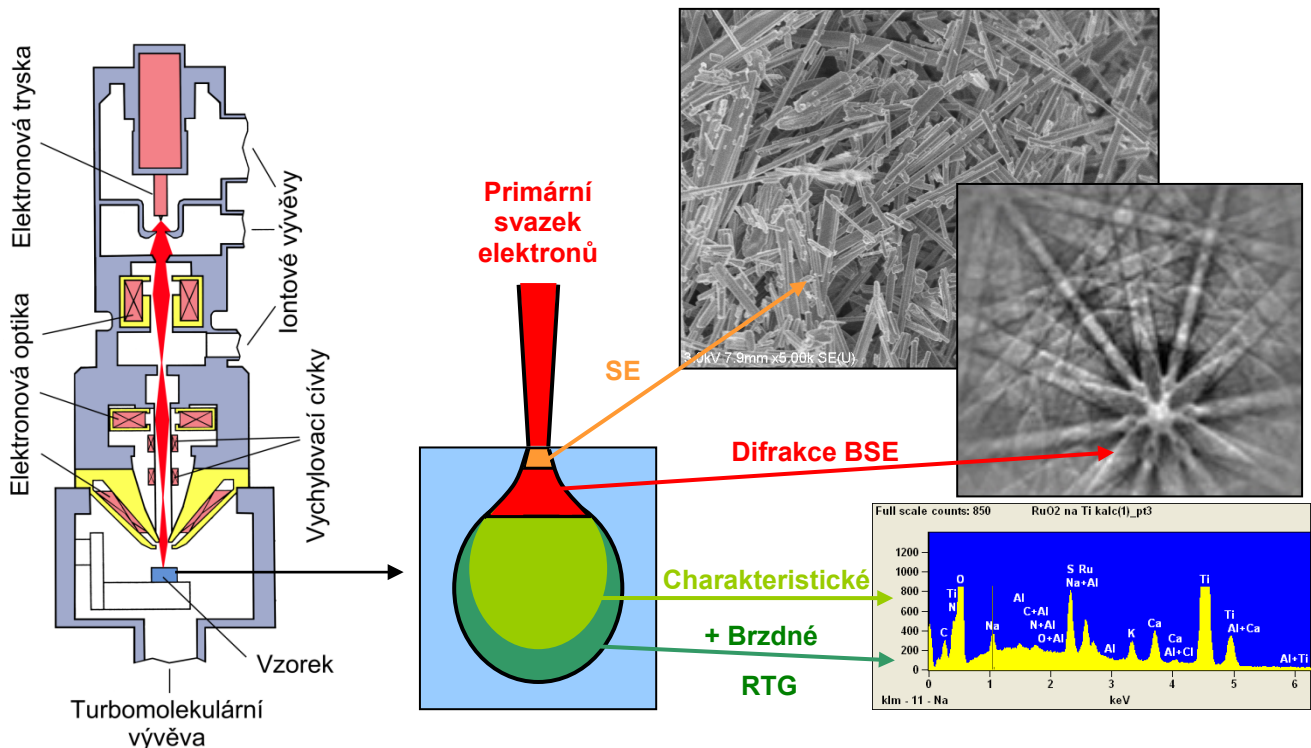 Elektronová tryska
Iontové vývěvy
Elektronová optika
Vychylovací cívky
Vzorek
Turbomolekulární
vývěva
Primární
svazek
elektronů
SE
Difrakce BSE
Charakteristické
+ Brzdné
RTG
3.0kV 7.9mm x5.00k SE(U)
Full scale counts: 850 RuO2 na Ti kalc(1)_pt3
1400
1200
1000
800
600
400
200
0
C
Ti
N
O
Na
Al
C+Al
N+Al
O+Al
S Ru
Na+Al
Al
K
Ca
Ca
Al+Cl
Ti
Ti
Al+Ca
Al+Ti
0 1 2 3 4 5 6
klm - 11 - Na keV